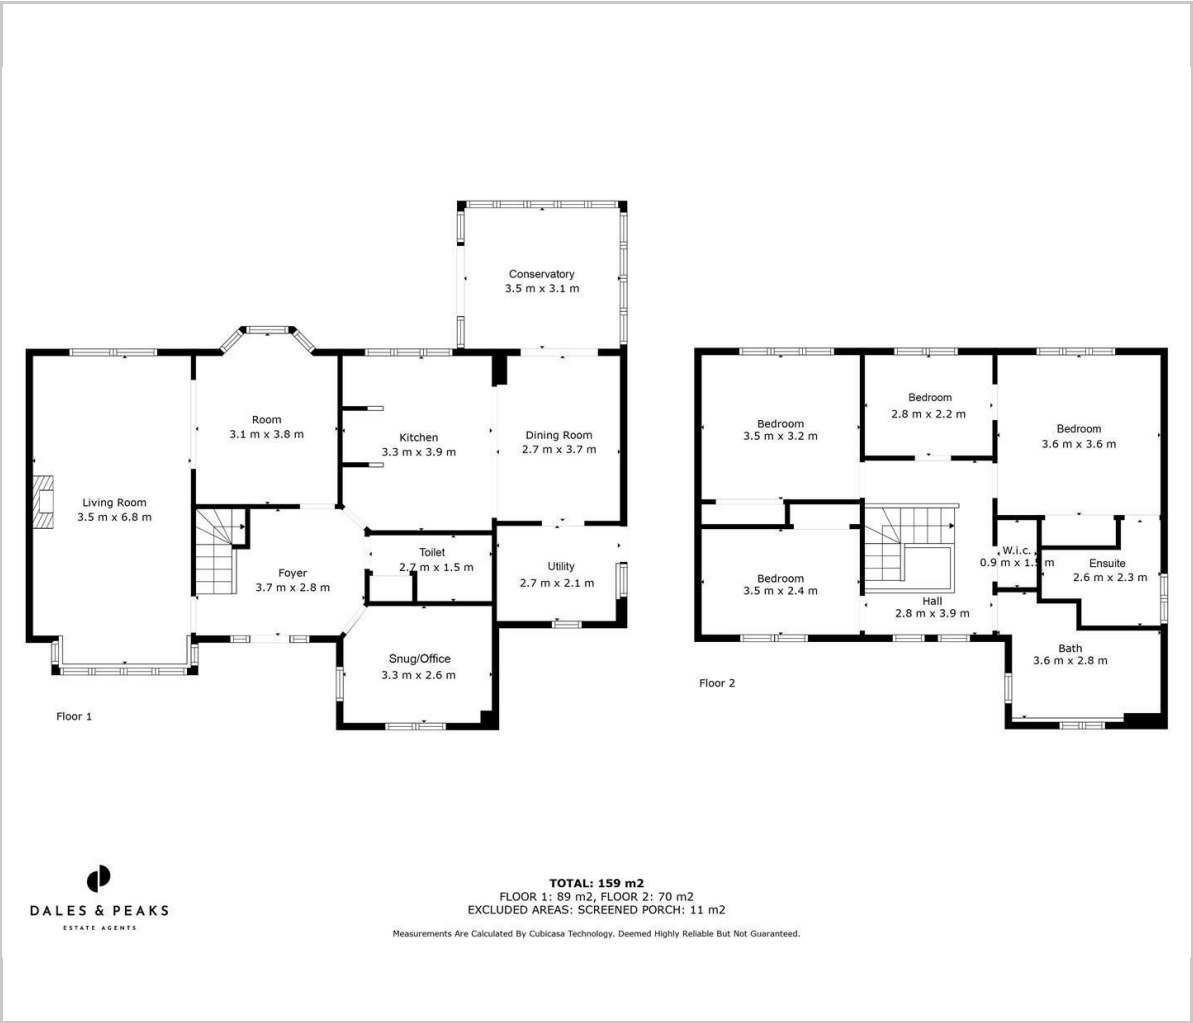 Conservatory
3.5 m x 3.1 m
Room
3.1 m x 3.8 m
Kitchen
3.3 m x 3.9 m
Dining Room
2.7 m x 3.7 m
Living Room
3.5 m x 6.8 m
Toilet
2.7 m x 1.5 m
Utility
2.7 m x 2.1 m
Foyer
3.7 m x 2.8 m
Snug/Office
3.3 m x 2.6 m
Floor 1
Bedroom
3.5 m x 3.2 m
Bedroom
2.8 m x 2.2 m
Bedroom
3.6 m x 3.6 m
W.i.c.
0.9 m x 1.5 m
Ensuite
2.6 m x 2.3 m
Bedroom
3.5 m x 2.4 m
Hall
2.8 m x 3.9 m
Bath
3.6 m x 2.8 m
Floor 2
DALES & PEAKS
ESTATE AGENTS
TOTAL: 159 m2
FLOOR 1: 89 m2, FLOOR 2: 70 m2
EXCLUDED AREAS: SCREENED PORCH: 11 m2
Measurements Are Calculated By Cubicasa Technology. Deemed Highly Reliable But Not Guaranteed.